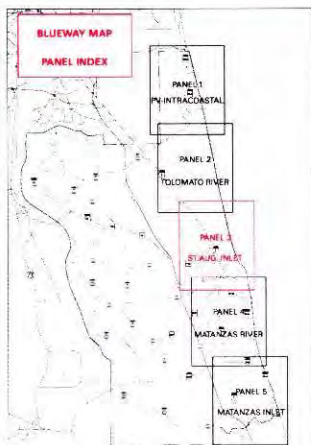 BLUEWAY MAP
PANEL INDEX
PANEL 1
PV-INTRACOASTAL
PANEL 2
TOLOMATO RIVER
PANEL 3
ST.AUG. INLET
PANEL 4
MATANZAS RIVER
PANEL 5
MATANZAS INLET